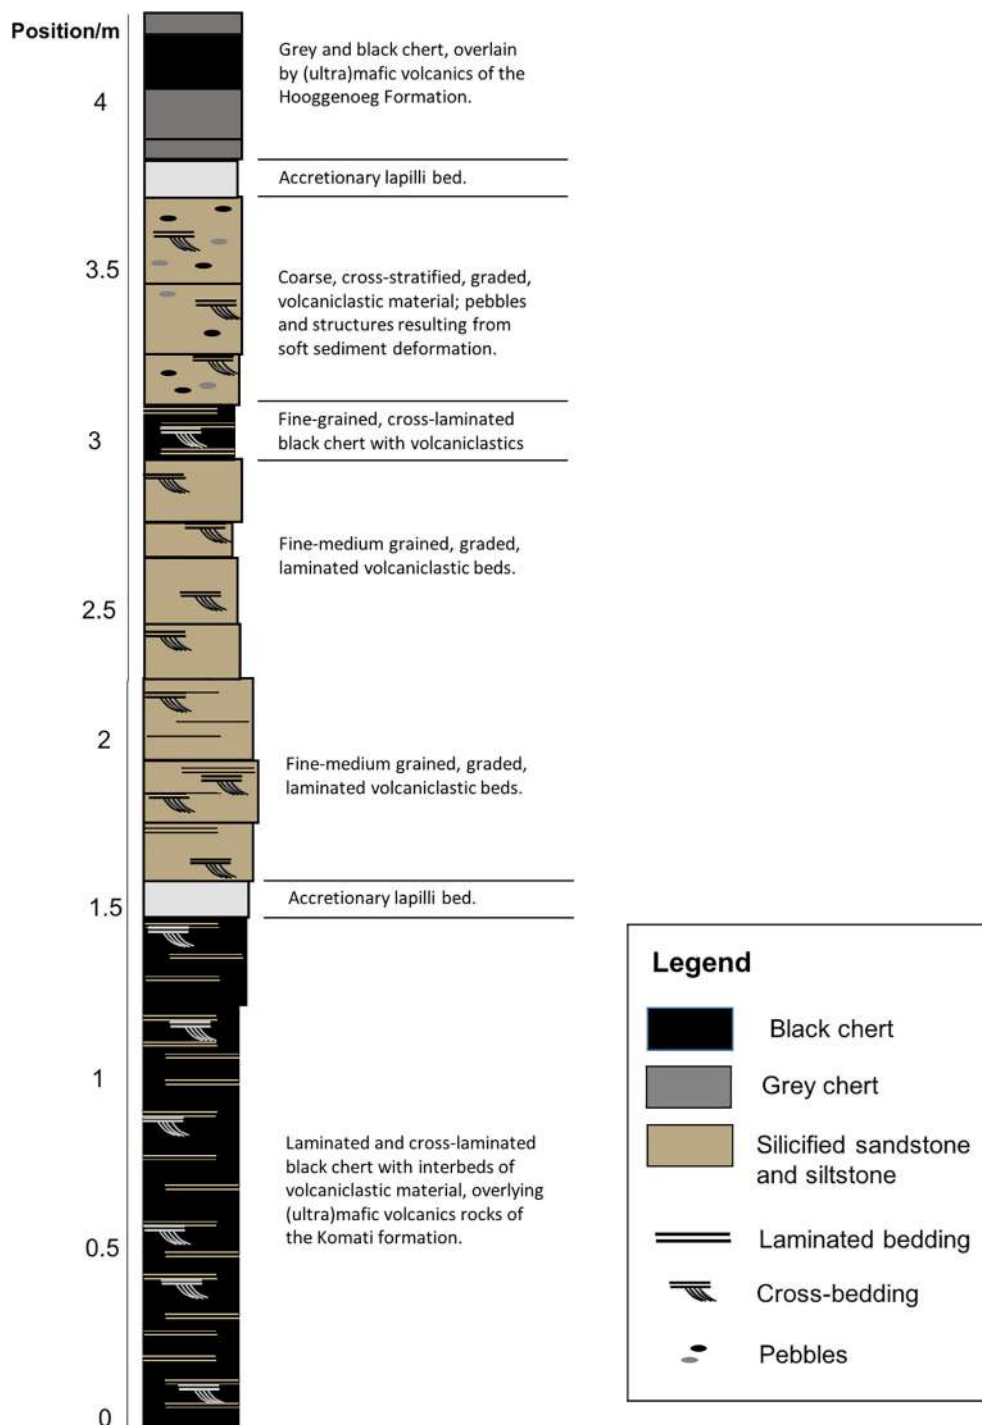 Position/m
Grey and black chert, overlain
by (ultra)mafic volcanics of the
Hooggenoeg Formation.
4
Accretionary lapilli bed.
3.5
Coarse, cross-stratified, graded,
volcaniclastic material; pebbles
and structures resulting from
soft sediment deformation.
Fine-grained, cross-laminated
black chert with volcaniclastics
3
Fine-medium grained, graded,
laminated volcaniclastic beds.
2.5
2
Fine-medium grained, graded,
laminated volcaniclastic beds.
1.5
Accretionary lapilli bed.
1
Laminated and cross-laminated
black chert with interbeds of
volcaniclastic material, overlying
(ultra)mafic volcanics rocks of
the Komati formation.
0.5
0
Legend
Black chert
Grey chert
Silicified sandstone
and siltstone
Laminated bedding
Cross-bedding
Pebbles